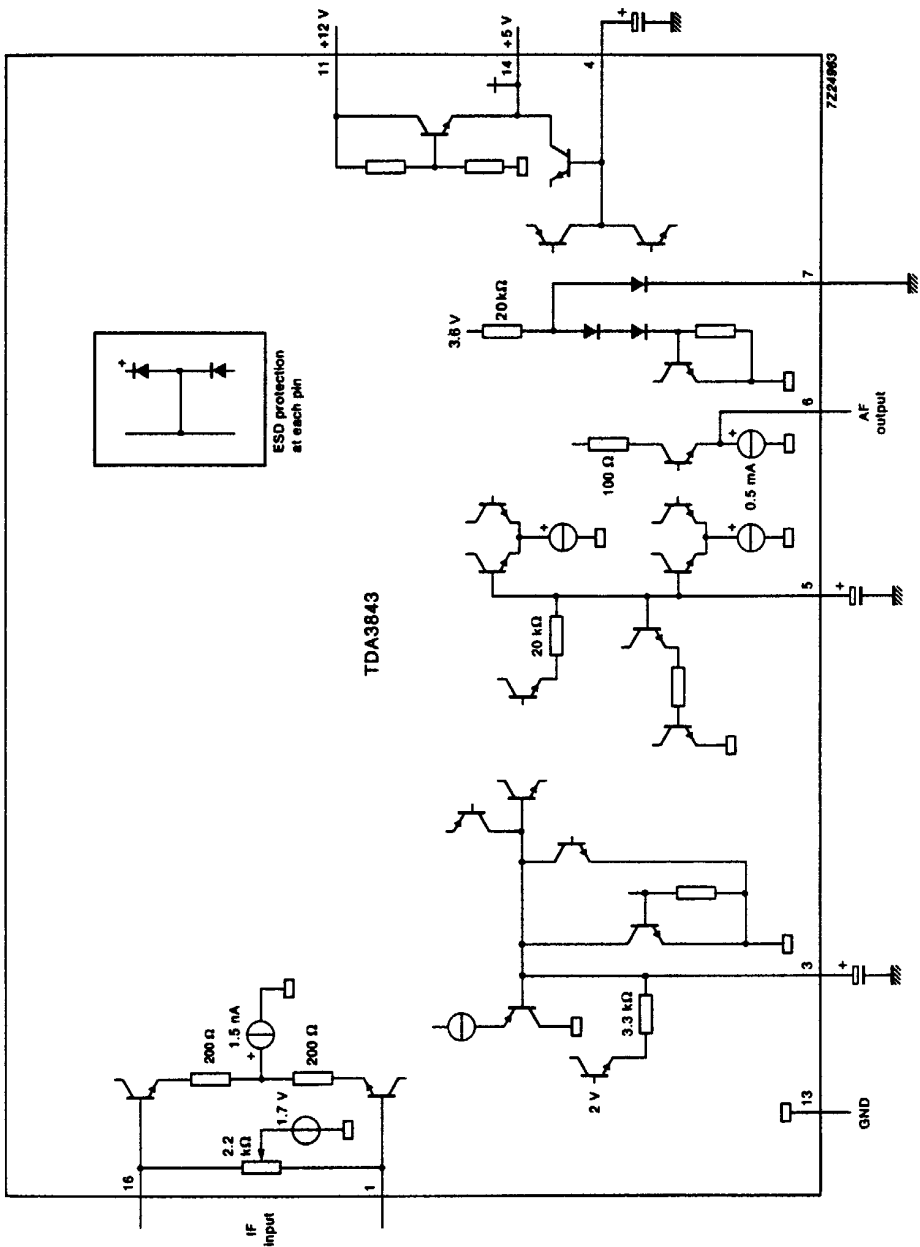 +12 V
11
+5 V
14
4
7Z24963
7
20 kΩ
3.6 V
ESD protection
at each pin
+
6
AF
output
100 Ω
+
0.5 mA
+
+
5
+
20 kΩ
TDA3843
3
+
3.3 kΩ
2 V
13
GND
200 Ω
1.5 nA
+
200 Ω
1.7 V
2.2
kΩ
16
1
IF
input
+